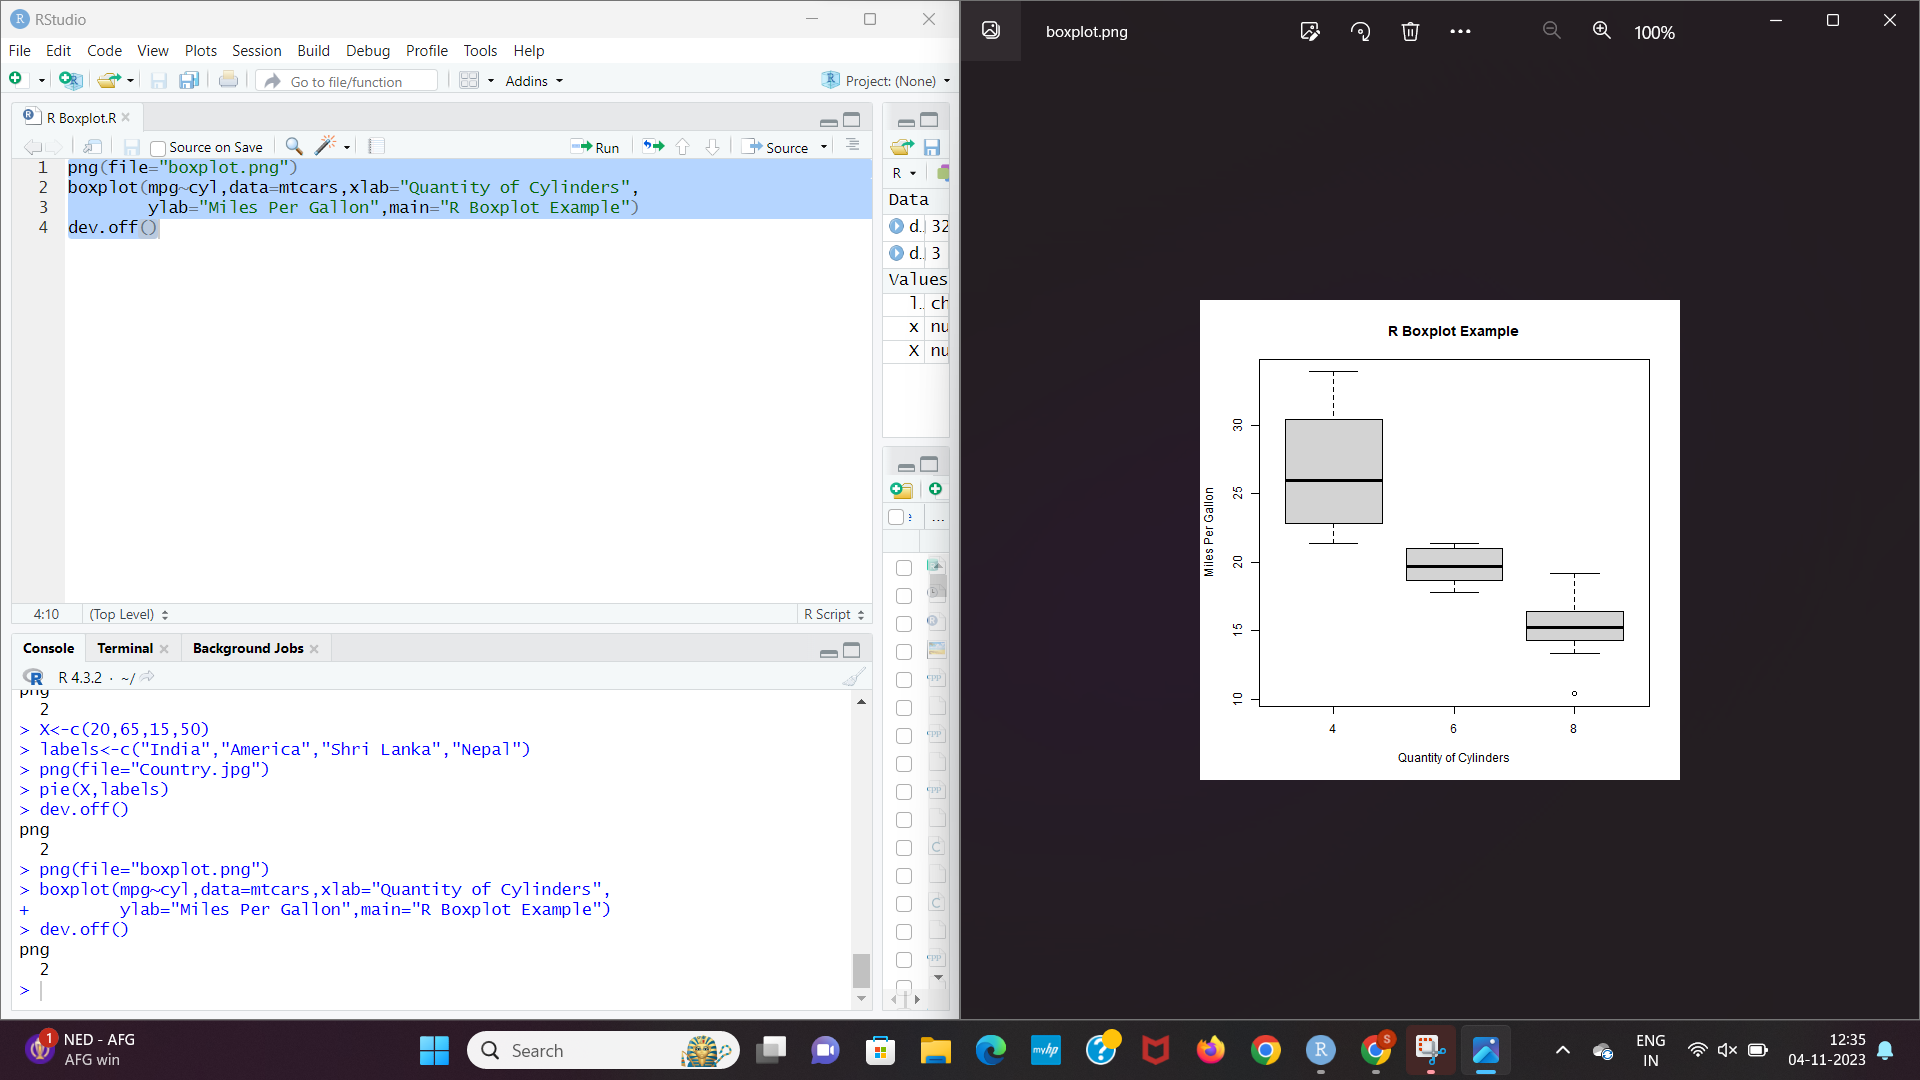 RStudio
File Edit Code View Plots Session Build Debug Profile Tools Help
Go to file/function
Addins
Project: (None)
R Boxplot.R
Source on Save
Run
Source
1 png(file="boxplot.png")
2 boxplot(mpg~cyl,data=mtcars,xlab="Quantity of Cylinders",
3 ylab="Miles Per Gallon",main="R Boxplot Example")
4 dev.off()
4:10 (Top Level) R Script
Console Terminal Background Jobs
R 4.3.2 · ~/
png
2
> X<-c(20,65,15,50)
> labels<-c("India","America","Shri Lanka","Nepal")
> png(file="Country.jpg")
> pie(X,labels)
> dev.off()
png
2
> png(file="boxplot.png")
> boxplot(mpg~cyl,data=mtcars,xlab="Quantity of Cylinders",
+ ylab="Miles Per Gallon",main="R Boxplot Example")
> dev.off()
png
2
>
R
Data
d.. 32
d.. 3
Values
l.. ch
x nu
X nu
boxplot.png
100%
R Boxplot Example
Miles Per Gallon
30
25
20
15
10
4 6 8
Quantity of Cylinders
1
NED - AFG
AFG win
Search
myhp
ENG
IN
12:35
04-11-2023